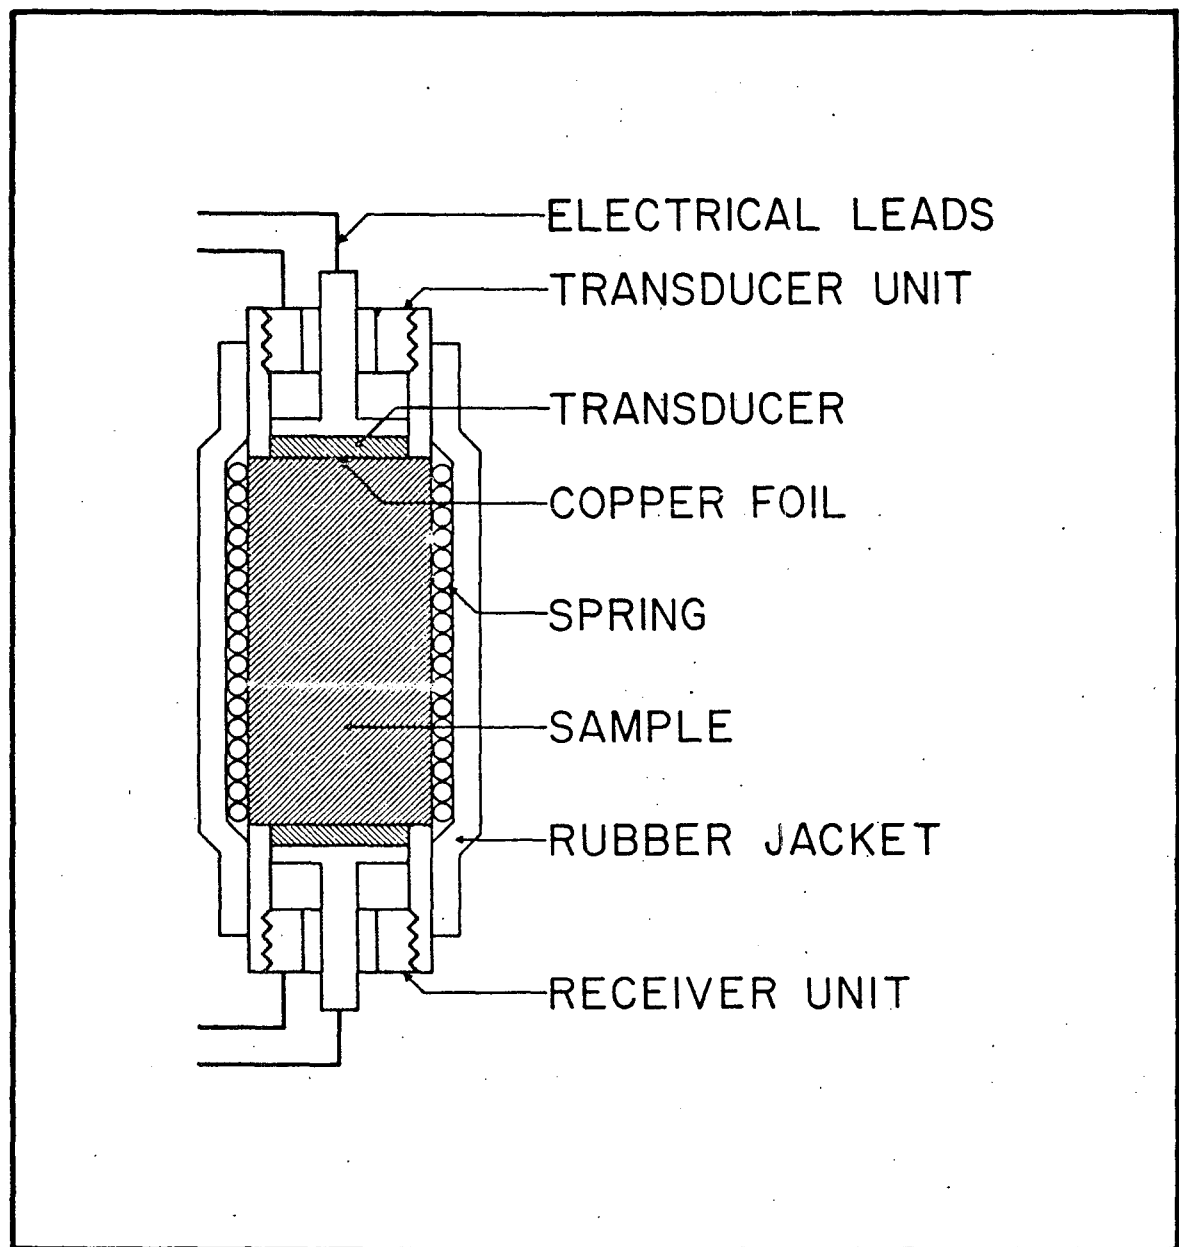 ELECTRICAL LEADS
TRANSDUCER UNIT
TRANSDUCER
COPPER FOIL
SPRING
SAMPLE
RUBBER JACKET
RECEIVER UNIT